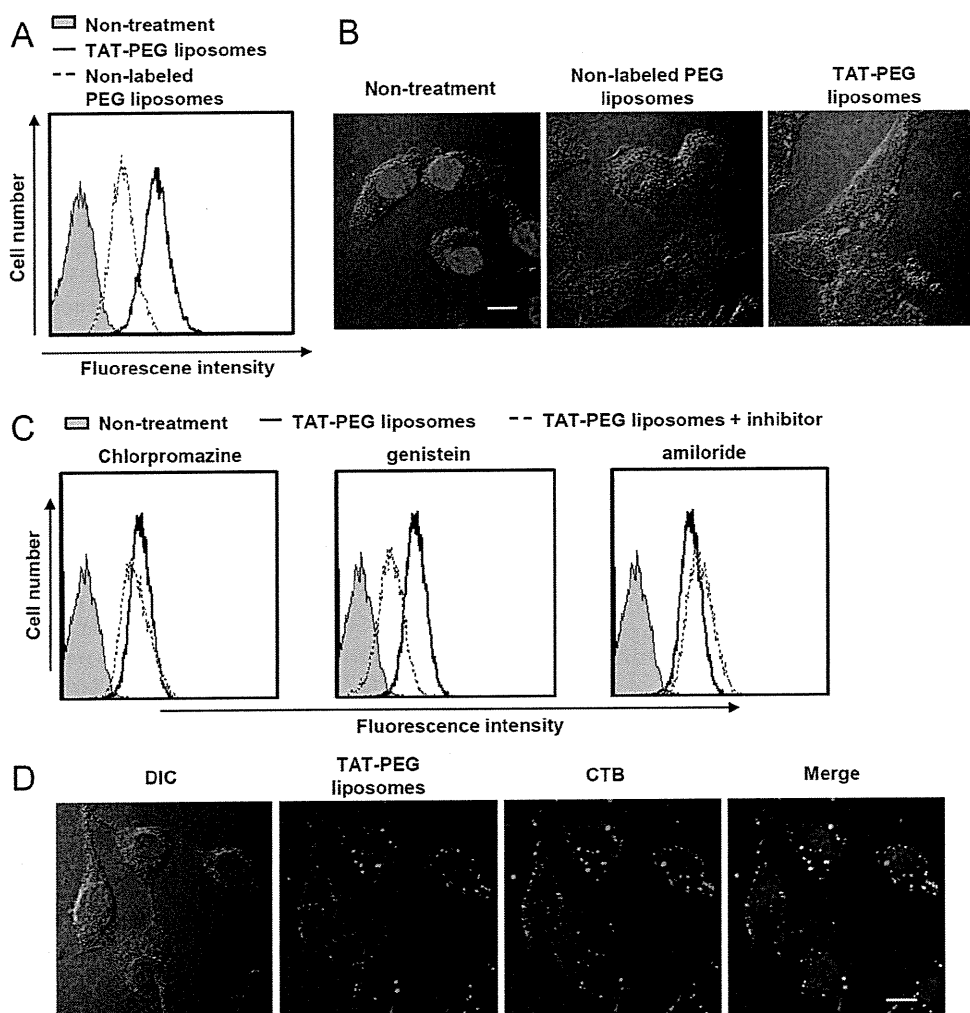 A
Non-treatment
TAT-PEG liposomes
Non-labeled
PEG liposomes
Cell number
Fluorescene intensity
B
Non-treatment
Non-labeled PEG
liposomes
TAT-PEG
liposomes
C
Non-treatment
TAT-PEG liposomes
TAT-PEG liposomes + inhibitor
Chlorpromazine
genistein
amiloride
Cell number
Fluorescence intensity
D
DIC
TAT-PEG
liposomes
CTB
Merge